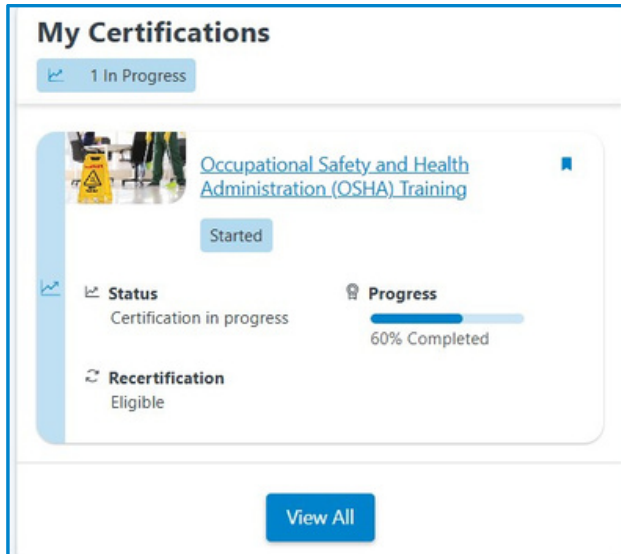 My Certifications
1 In Progress
Occupational Safety and Health
Administration (OSHA) Training
Started
Status
Certification in progress
Progress
60% Completed
Recertification
Eligible
View All